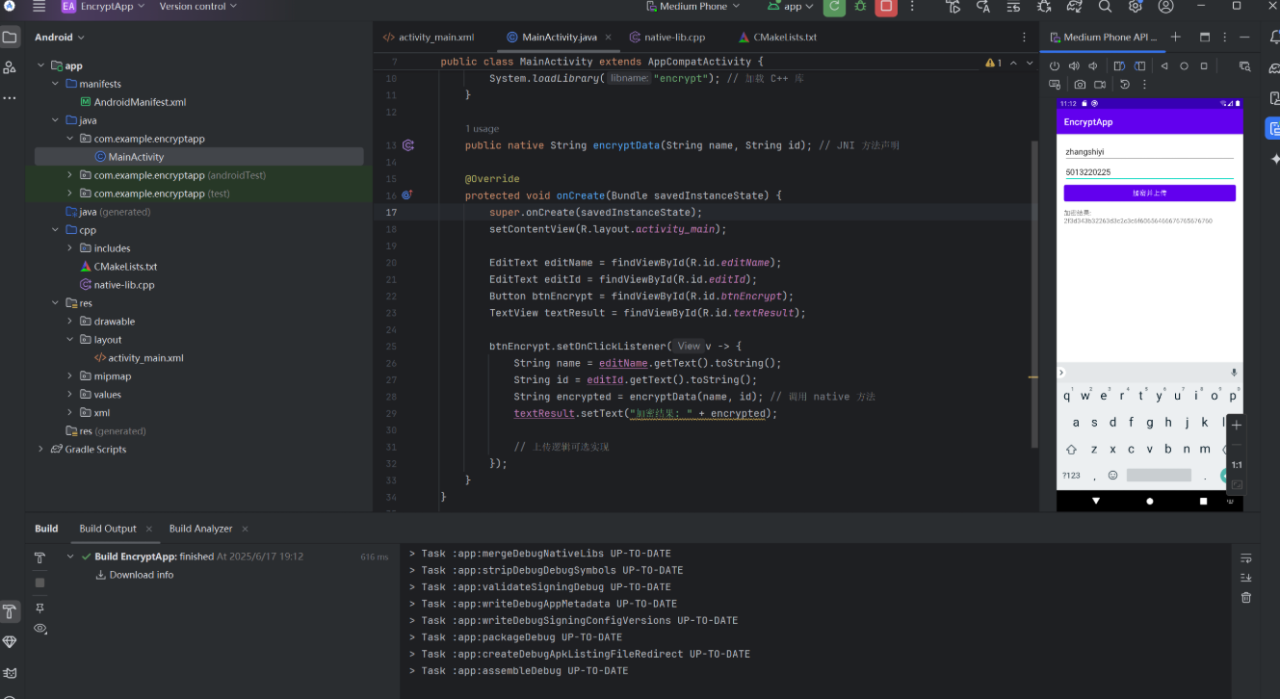 EA EncryptApp Version control Medium Phone app
Android
app
manifests
AndroidManifest.xml
java
com.example.encryptapp
MainActivity
com.example.encryptapp (androidTest)
com.example.encryptapp (test)
java (generated)
cpp
includes
CMakeLists.txt
native-lib.cpp
res
drawable
layout
activity_main.xml
mipmap
values
xml
res (generated)
Gradle Scripts
activity_main.xml MainActivity.java native-lib.cpp CMakeLists.txt
7 public class MainActivity extends AppCompatActivity { 1
10 System.loadLibrary( libname: "encrypt"); // 加载 C++ 库
11 }
12
1 usage
13 public native String encryptData(String name, String id); // JNI 方法声明
14
15 @Override
16 protected void onCreate(Bundle savedInstanceState) {
17 super.onCreate(savedInstanceState);
18 setContentView(R.layout.activity_main);
19
20 EditText editName = findViewById(R.id.editName);
21 EditText editId = findViewById(R.id.editId);
22 Button btnEncrypt = findViewById(R.id.btnEncrypt);
23 TextView textResult = findViewById(R.id.textResult);
24
25 btnEncrypt.setOnClickListener( View v -> {
26 String name = editName.getText().toString();
27 String id = editId.getText().toString();
28 String encrypted = encryptData(name, id); // 调用 native 方法
29 textResult.setText("加密结果: " + encrypted);
30
31 // 上传逻辑可选实现
32 });
33 }
34 }
Medium Phone API ...
11:12
EncryptApp
zhangshiyi
5013220225
加密并上传
加密结果:
1 2 3 4 5 6 7 8 9 0
q w e r t y u i o p
a s d f g h j k l
z x c v b n m
?123 , .
1:1
Build Build Output Build Analyzer
Build EncryptApp: finished At 2025/6/17 19:12 616 ms
Download info
> Task :app:mergeDebugNativeLibs UP-TO-DATE
> Task :app:stripDebugDebugSymbols UP-TO-DATE
> Task :app:validateSigningDebug UP-TO-DATE
> Task :app:writeDebugAppMetadata UP-TO-DATE
> Task :app:writeDebugSigningConfigVersions UP-TO-DATE
> Task :app:packageDebug UP-TO-DATE
> Task :app:createDebugApkListingFileRedirect UP-TO-DATE
> Task :app:assembleDebug UP-TO-DATE